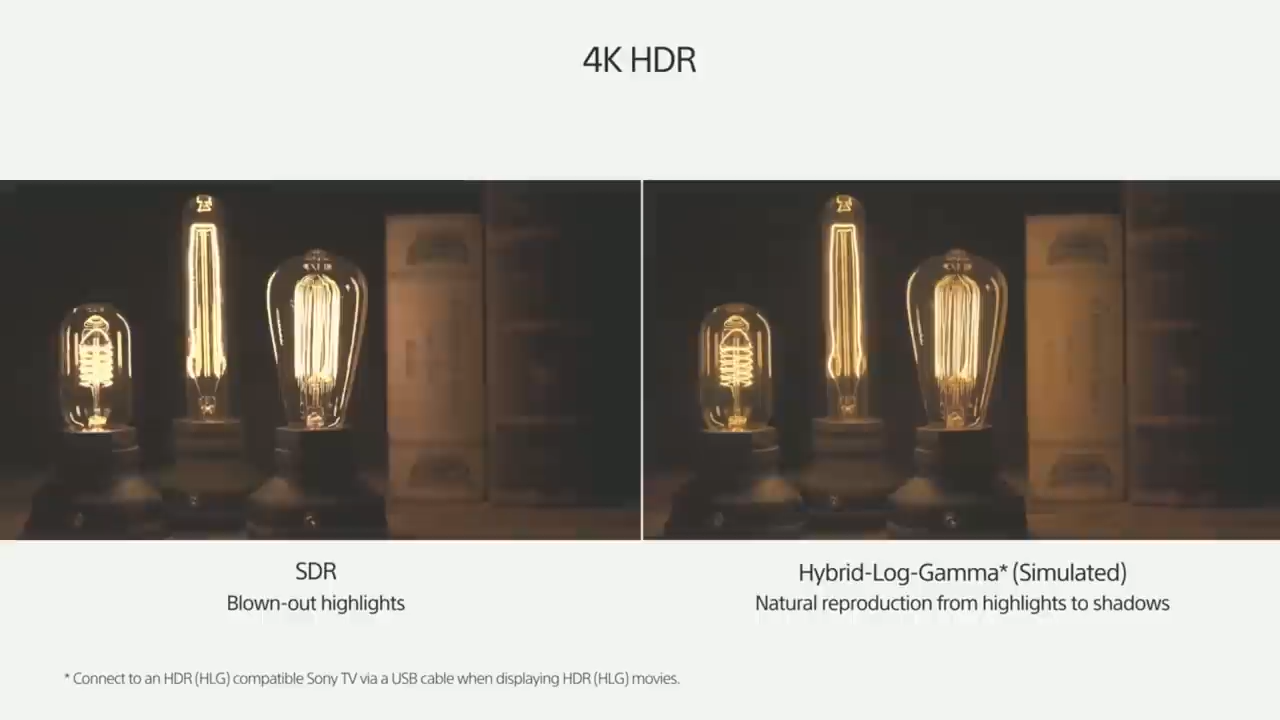 4K HDR
SDR
Blown-out highlights
Hybrid-Log-Gamma* (Simulated)
Natural reproduction from highlights to shadows
* Connect to an HDR (HLG) compatible Sony TV via a USB cable when displaying HDR (HLG) movies.